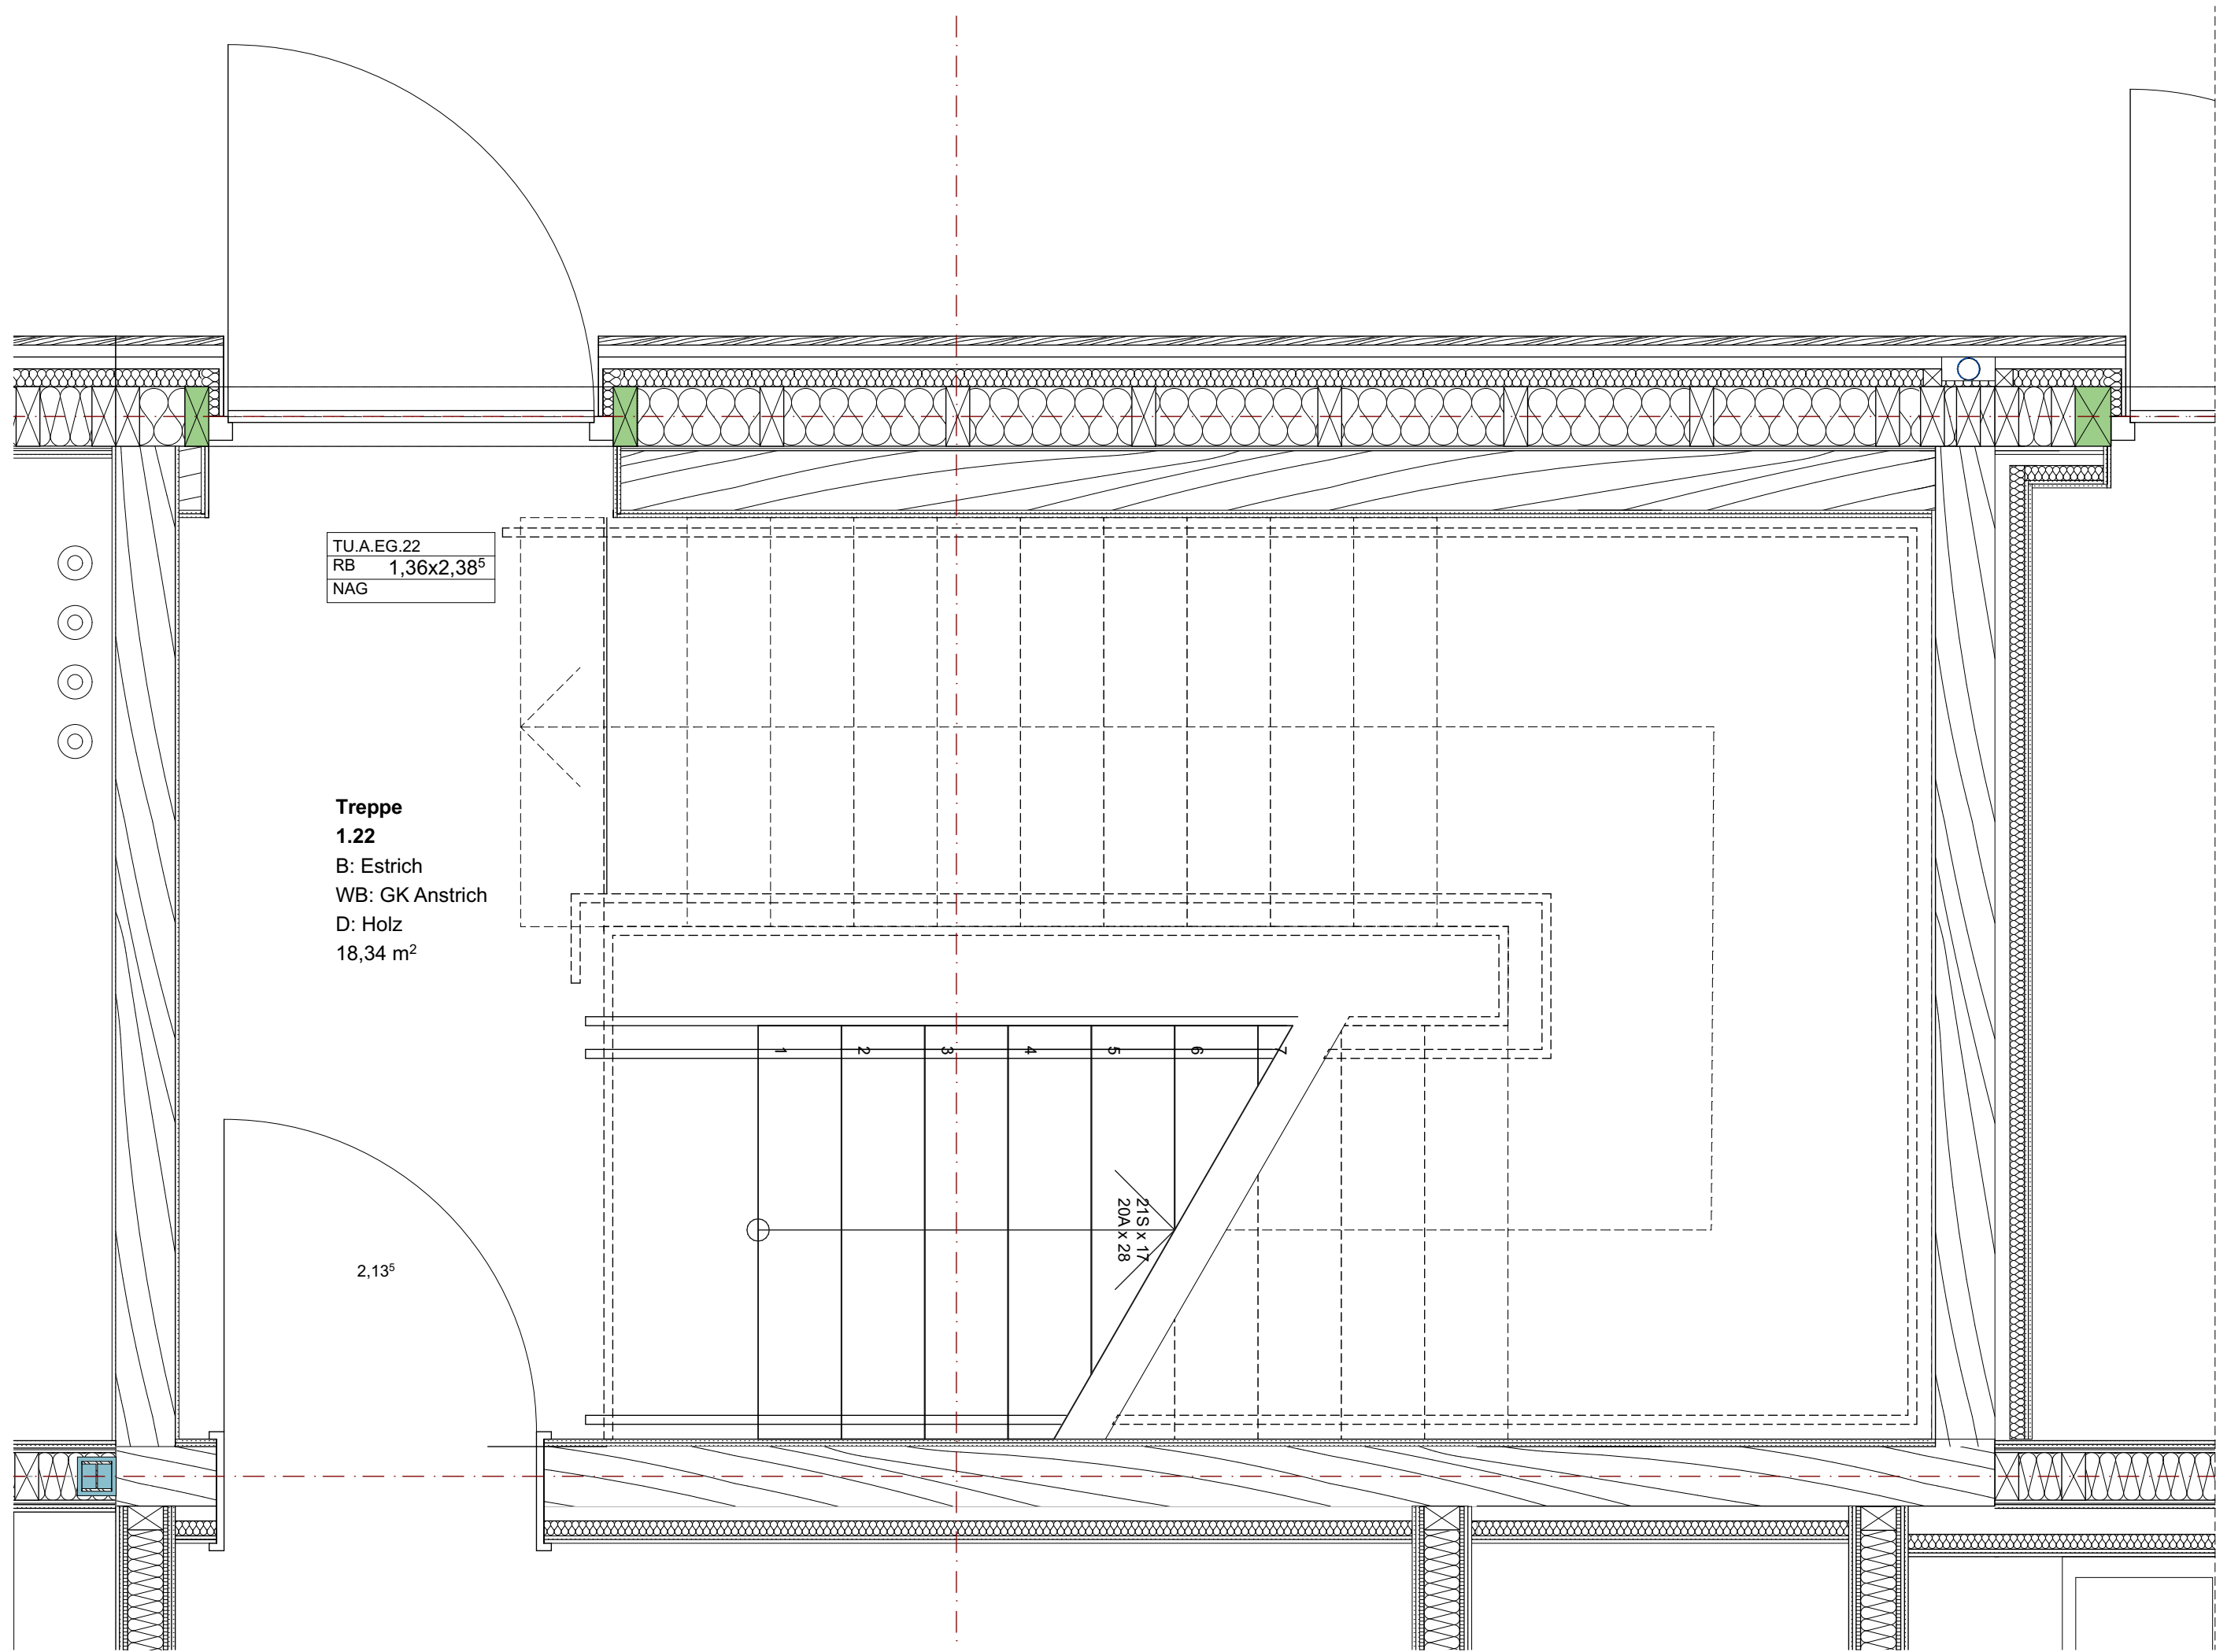 TU.A.EG.22
RB 1,36x2,38⁵
NAG
Treppe
1.22
B: Estrich
WB: GK Anstrich
D: Holz
18,34 m²
1
2
3
4
5
6
7
21S x 17
20A x 28
2,13⁵